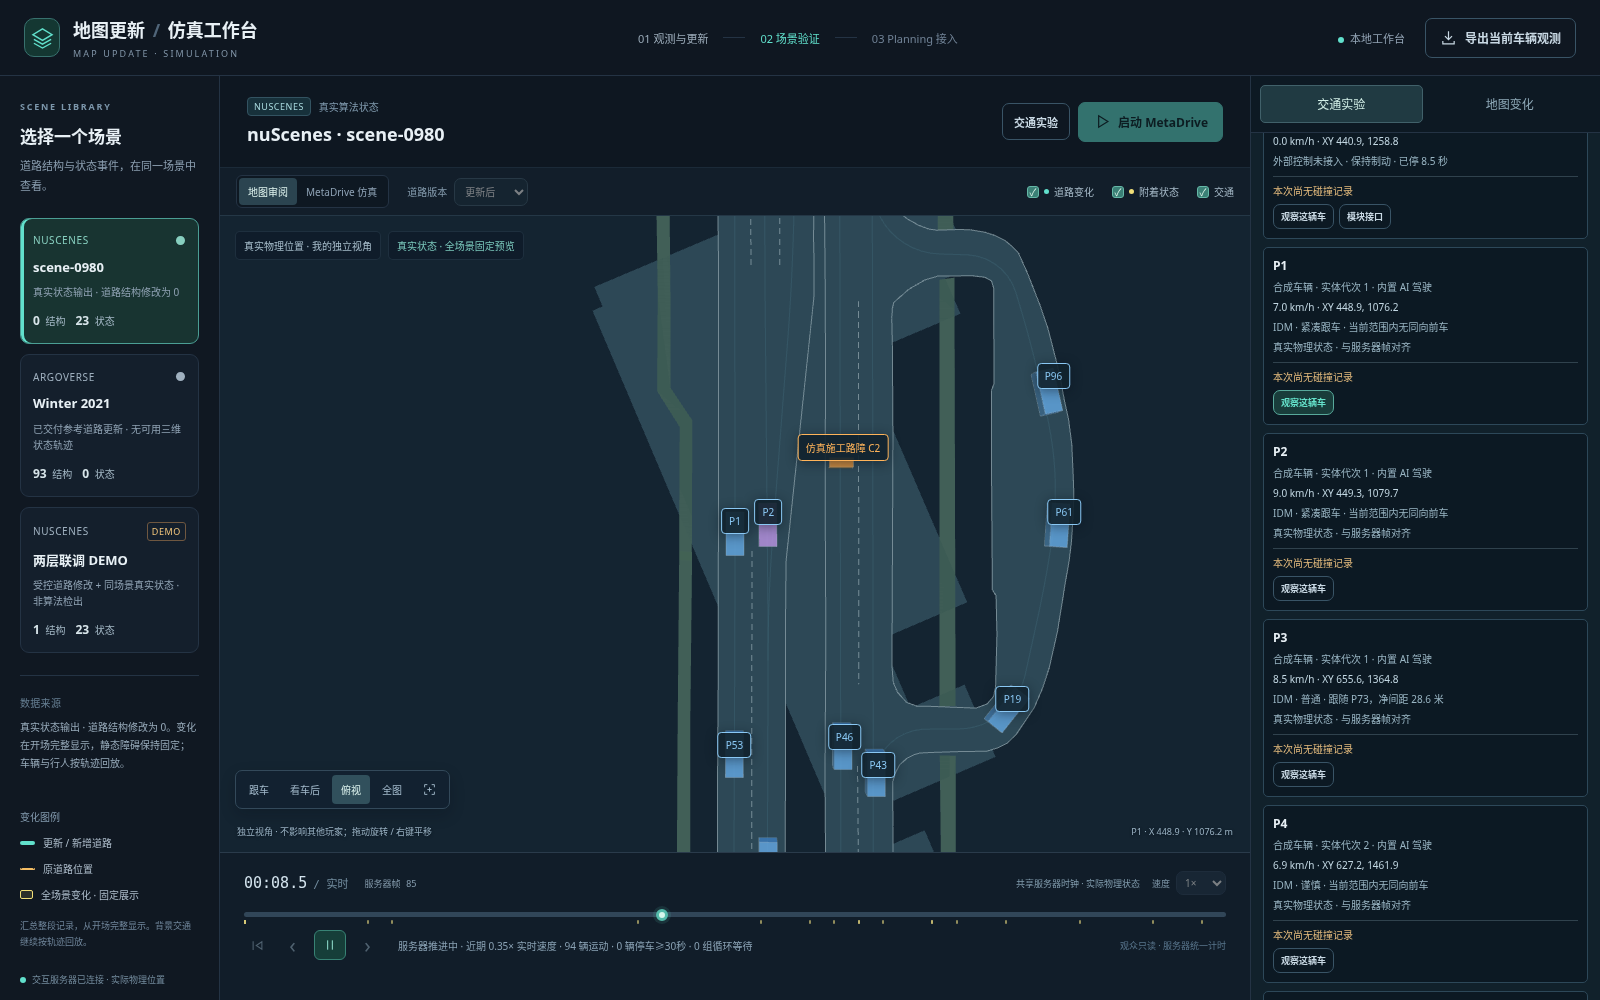 地图更新 / 仿真工作台
MAP UPDATE · SIMULATION
01 观测与更新
02 场景验证
03 Planning 接入
本地工作台
导出当前车辆观测
SCENE LIBRARY
选择一个场景
道路结构与状态事件，在同一场景中
查看。
NUSCENES
scene-0980
真实状态输出 · 道路结构修改为 0
0 结构 23 状态
ARGOVERSE
Winter 2021
已交付参考道路更新 · 无可用三维
状态轨迹
93 结构 0 状态
NUSCENES
DEMO
两层联调 DEMO
受控道路修改 + 同场景真实状态 ·
非算法检出
1 结构 23 状态
数据来源
真实状态输出 · 道路结构修改为 0。变化
在开场完整显示，静态障碍保持固定；
车辆与行人按轨迹回放。
变化图例
更新 / 新增道路
原道路位置
全场景变化 · 固定展示
汇总整段记录，从开场完整显示。背景交通
继续按轨迹回放。
交互服务器已连接 · 实际物理位置
NUSCENES 真实算法状态
nuScenes · scene-0980
交通实验
启动 MetaDrive
地图审阅
MetaDrive 仿真
道路版本
更新后
道路变化
附着状态
交通
真实物理位置 · 我的独立视角
真实状态 · 全场景固定预览
P96
仿真施工路障 C2
P1
P2
P61
P19
P53
P46
P43
跟车
看车后
俯视
全图
独立视角 · 不影响其他玩家；拖动旋转 / 右键平移
P1 · X 448.9 · Y 1076.2 m
00:08.5 / 实时
服务器帧 85
共享服务器时钟 · 实际物理状态
速度
1×
服务器推进中 · 近期 0.35× 实时速度 · 94 辆运动 · 0 辆停车≥30秒 · 0 组循环等待
观众只读 · 服务器统一计时
交通实验
地图变化
0.0 km/h · XY 440.9, 1258.8
外部控制未接入 · 保持制动 · 已停 8.5 秒
本次尚无碰撞记录
观察这辆车
模块接口
P1
合成车辆 · 实体代次 1 · 内置 AI 驾驶
7.0 km/h · XY 448.9, 1076.2
IDM · 紧凑跟车 · 当前范围内无同向前车
真实物理状态 · 与服务器帧对齐
本次尚无碰撞记录
观察这辆车
P2
合成车辆 · 实体代次 1 · 内置 AI 驾驶
9.0 km/h · XY 449.3, 1079.7
IDM · 紧凑跟车 · 当前范围内无同向前车
真实物理状态 · 与服务器帧对齐
本次尚无碰撞记录
观察这辆车
P3
合成车辆 · 实体代次 1 · 内置 AI 驾驶
8.5 km/h · XY 655.6, 1364.8
IDM · 普通 · 跟随 P73，净间距 28.6 米
真实物理状态 · 与服务器帧对齐
本次尚无碰撞记录
观察这辆车
P4
合成车辆 · 实体代次 2 · 内置 AI 驾驶
6.9 km/h · XY 627.2, 1461.9
IDM · 谨慎 · 当前范围内无同向前车
真实物理状态 · 与服务器帧对齐
本次尚无碰撞记录
观察这辆车